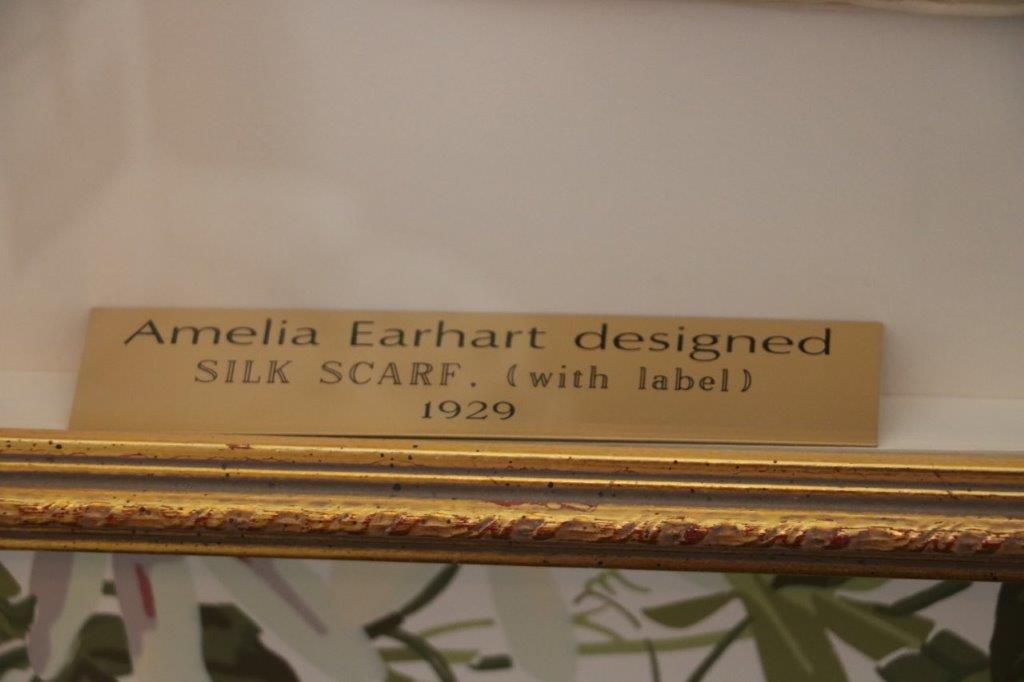 Amelia Earhart designed
SILK SCARF. (with label)
1929